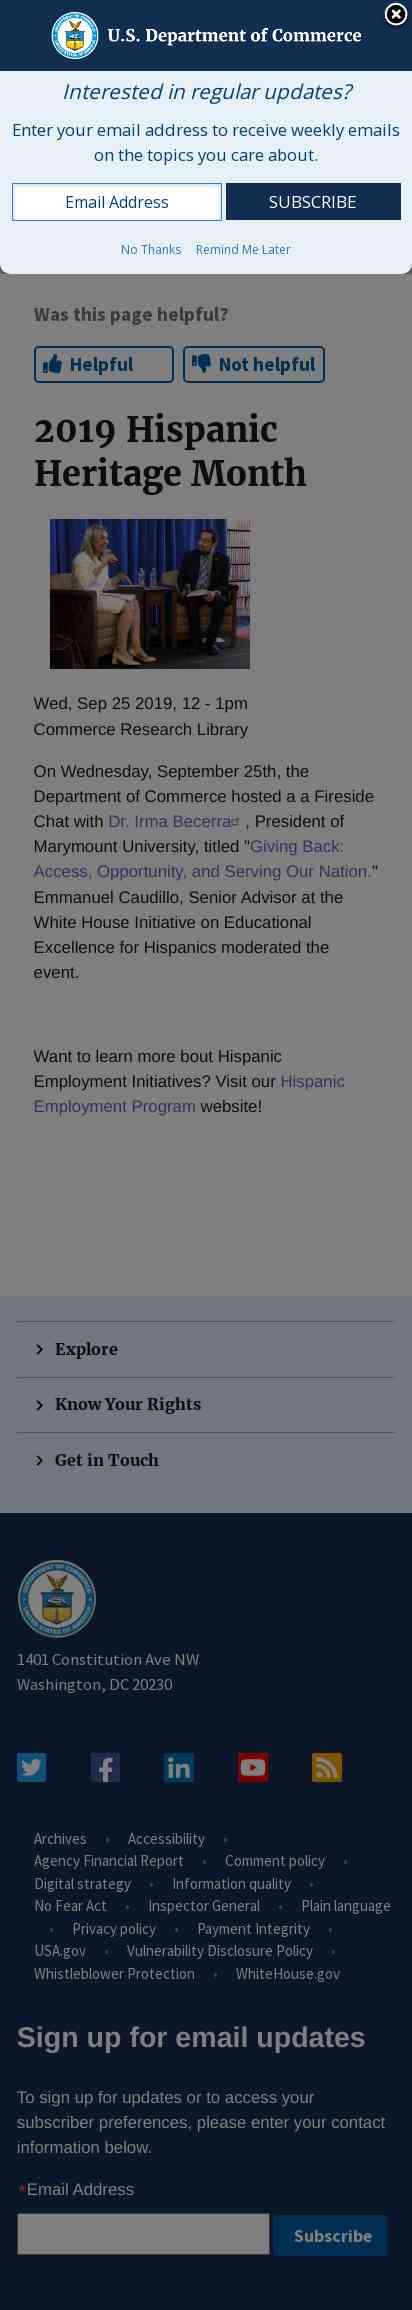 U.S. Department of Commerce
Interested in regular updates?
Enter your email address to receive weekly emails
on the topics you care about.
Email Address SUBSCRIBE
No Thanks Remind Me Later
Was this page helpful?
Helpful Not helpful
2019 Hispanic
Heritage Month
Wed, Sep 25 2019, 12 - 1pm
Commerce Research Library
On Wednesday, September 25th, the
Department of Commerce hosted a a Fireside
Chat with Dr. Irma Becerra , President of
Marymount University, titled "Giving Back:
Access, Opportunity, and Serving Our Nation."
Emmanuel Caudillo, Senior Advisor at the
White House Initiative on Educational
Excellence for Hispanics moderated the
event.
Want to learn more bout Hispanic
Employment Initiatives? Visit our Hispanic
Employment Program website!
Explore
Know Your Rights
Get in Touch
1401 Constitution Ave NW
Washington, DC 20230
Archives • Accessibility •
Agency Financial Report • Comment policy •
Digital strategy • Information quality •
No Fear Act • Inspector General • Plain language
• Privacy policy • Payment Integrity •
USA.gov • Vulnerability Disclosure Policy •
Whistleblower Protection • WhiteHouse.gov
Sign up for email updates
To sign up for updates or to access your
subscriber preferences, please enter your contact
information below.
*Email Address
Subscribe